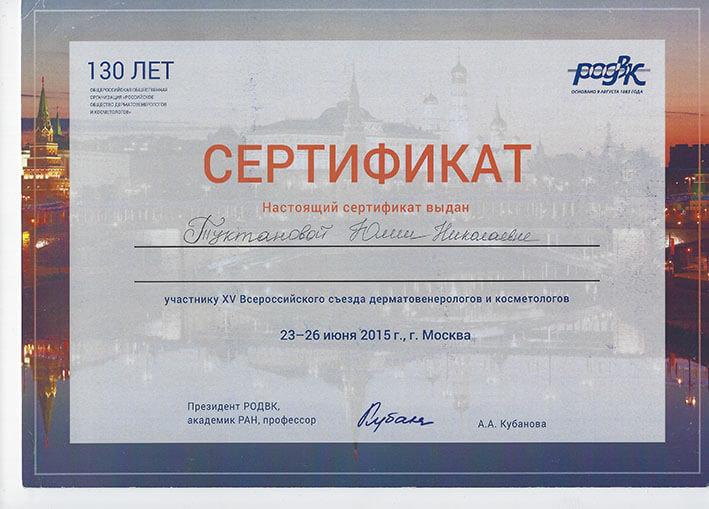 130 ЛЕТ
ОБЩЕРОССИЙСКАЯ ОБЩЕСТВЕННАЯ
ОРГАНИЗАЦИЯ «РОССИЙСКОЕ
ОБЩЕСТВО ДЕРМАТОВЕНЕРОЛОГОВ
И КОСМЕТОЛОГОВ»
РОДВК
ОСНОВАНО 9 АВГУСТА 1885 ГОДА
СЕРТИФИКАТ
Настоящий сертификат выдан
Туктановой Юлии Николаевне
участнику XV Всероссийского съезда дерматовенерологов и косметологов
23–26 июня 2015 г., г. Москва
Президент РОДВК,
академик РАН, профессор
А.А. Кубанова